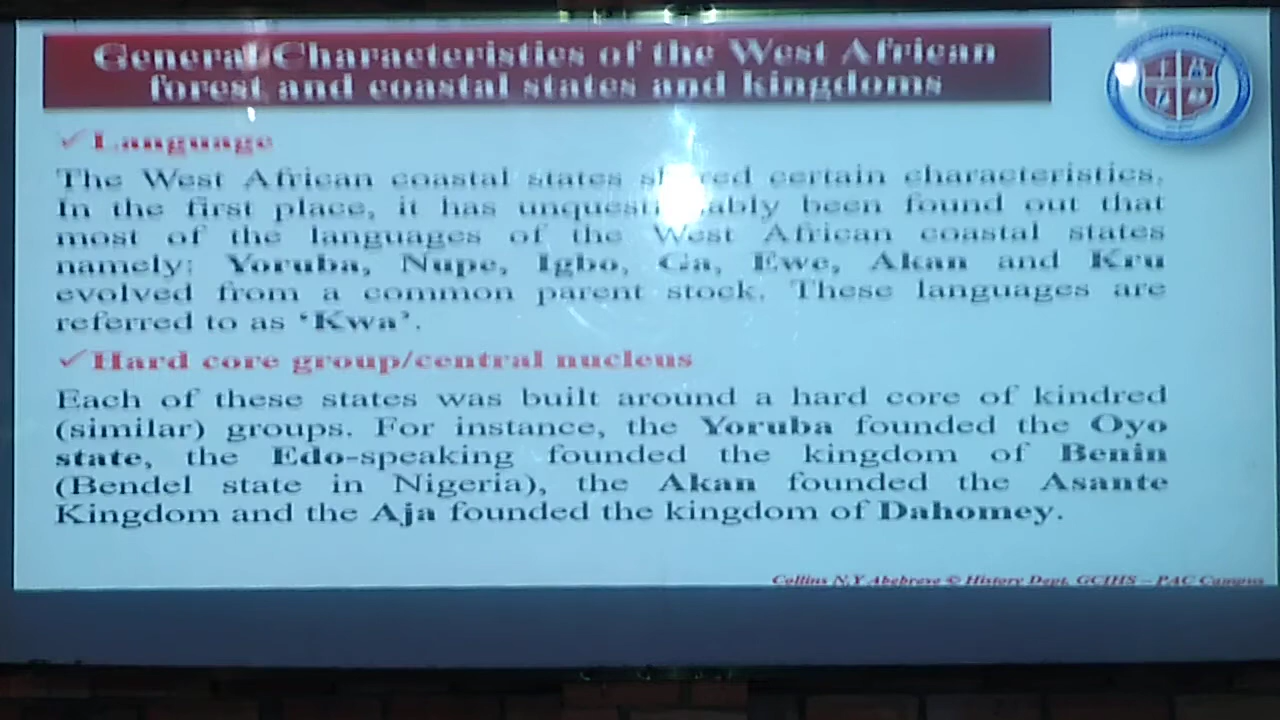 General Characteristics of the West African
forest and coastal states and kingdoms
✓ Language
The West African coastal states shared certain characteristics.
In the first place, it has unquestionably been found out that
most of the languages of the West African coastal states
namely: Yoruba, Nupe, Igbo, Ga, Ewe, Akan and Kru
evolved from a common parent stock. These languages are
referred to as ‘Kwa’.
✓ Hard core group/central nucleus
Each of these states was built around a hard core of kindred
(similar) groups. For instance, the Yoruba founded the Oyo
state, the Edo-speaking founded the kingdom of Benin
(Bendel state in Nigeria), the Akan founded the Asante
Kingdom and the Aja founded the kingdom of Dahomey.
Collins N.Y Abebrese © History Dept. GCIHS – PAC Campus